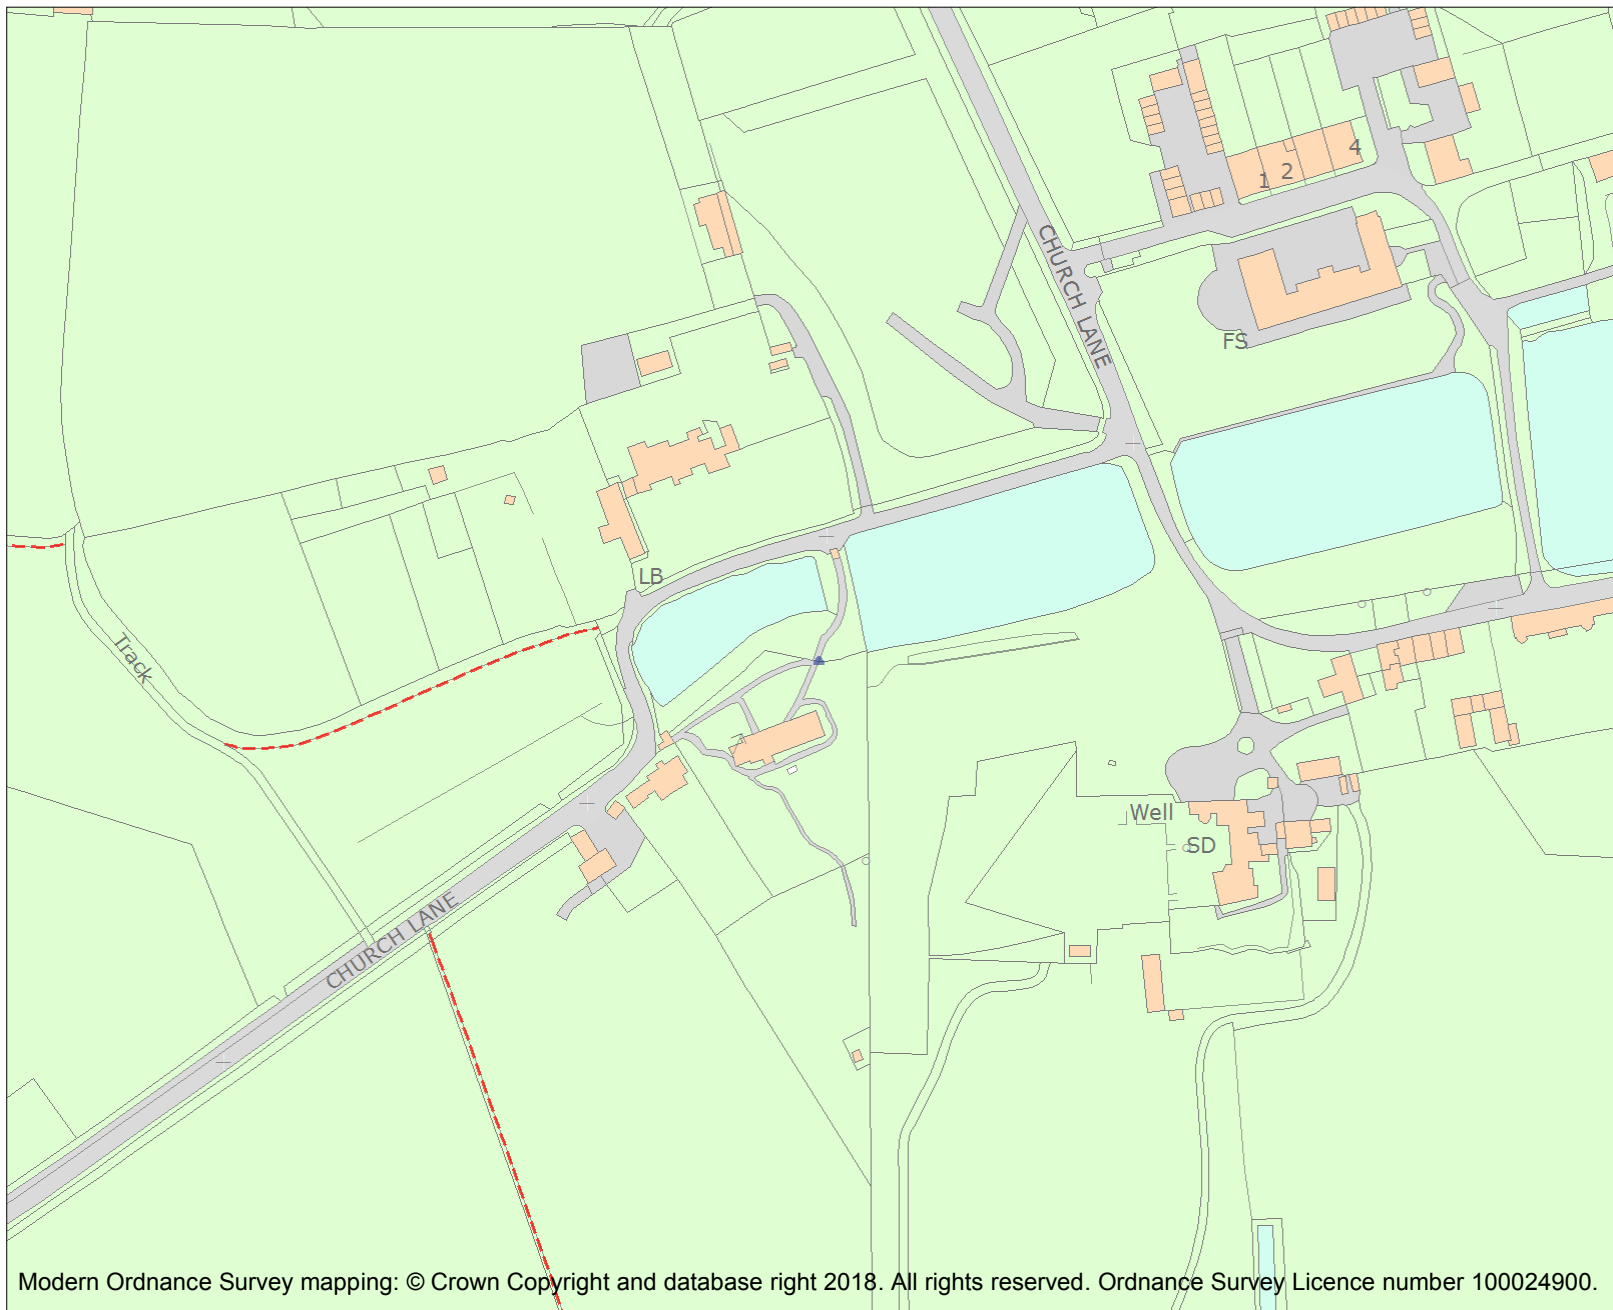 1
2
4
CHURCH LANE
FS
LB
Track
Well
SD
CHURCH LANE
Modern Ordnance Survey mapping: © Crown Copyright and database right 2018. All rights reserved. Ordnance Survey Licence number 100024900.